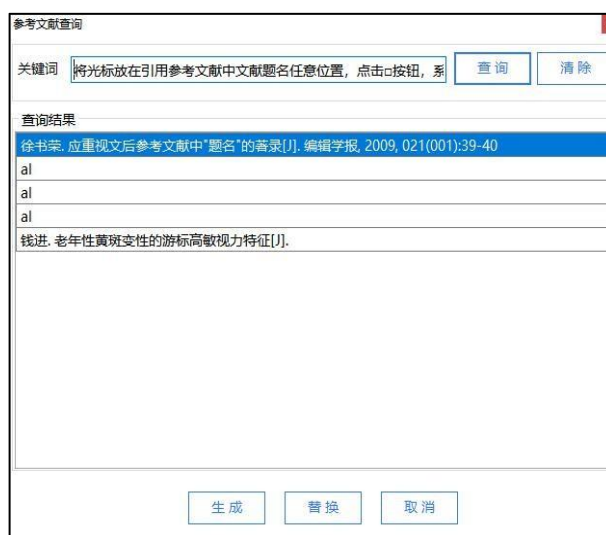 参考文献查询
关键词 將光标放在引用参考文献中文献题名任意位置，点击□按钮，系 查询 清除
查询结果
徐书荣. 应重视文后参考文献中"题名"的著录[J]. 编辑学报, 2009, 021(001):39-40
al
al
al
钱进. 老年性黄斑变性的游标高敏视力特征[J].
生成 替换 取消